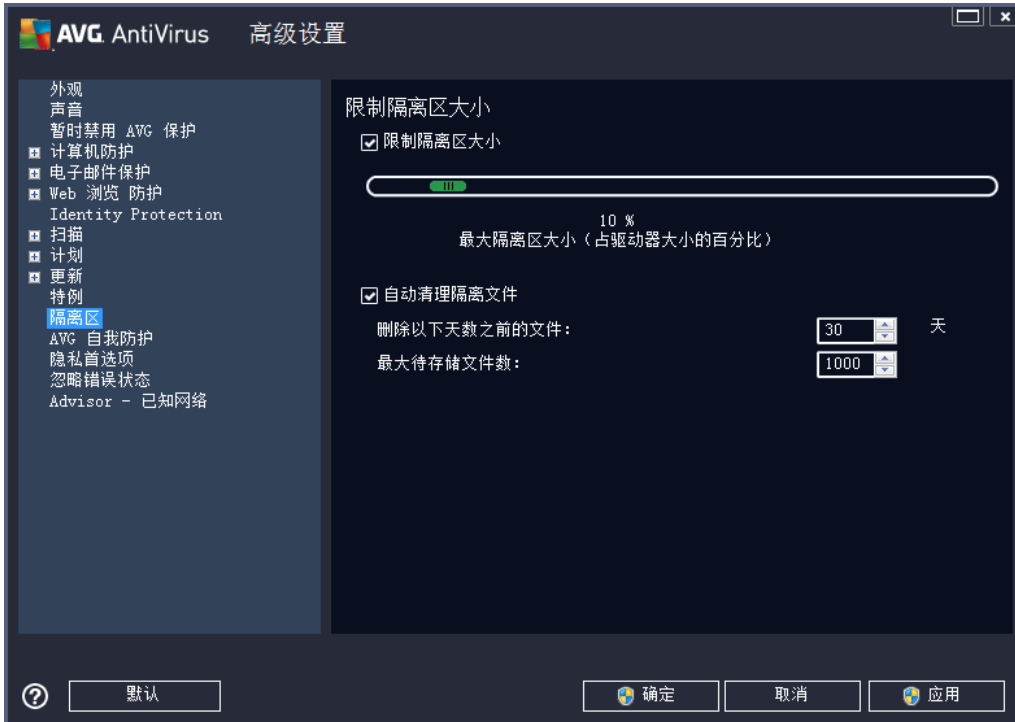 AVG. AntiVirus 高级设置
外观
声音
暂时禁用 AVG 保护
计算机防护
电子邮件保护
Web 浏览 防护
Identity Protection
扫描
计划
更新
特例
隔离区
AVG 自我防护
隐私首选项
忽略错误状态
Advisor - 已知网络
限制隔离区大小
限制隔离区大小
10 %
最大隔离区大小（占驱动器大小的百分比）
自动清理隔离文件
删除以下天数之前的文件: 30 天
最大待存储文件数: 1000
? 默认 确定 取消 应用